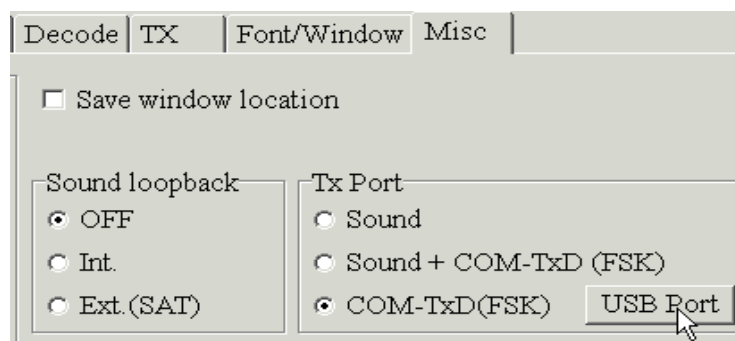 Decode TX Font/Window Misc
Save window location
Sound loopback
OFF
Int.
Ext.(SAT)
Tx Port
Sound
Sound + COM-TxD (FSK)
COM-TxD(FSK) USB Port